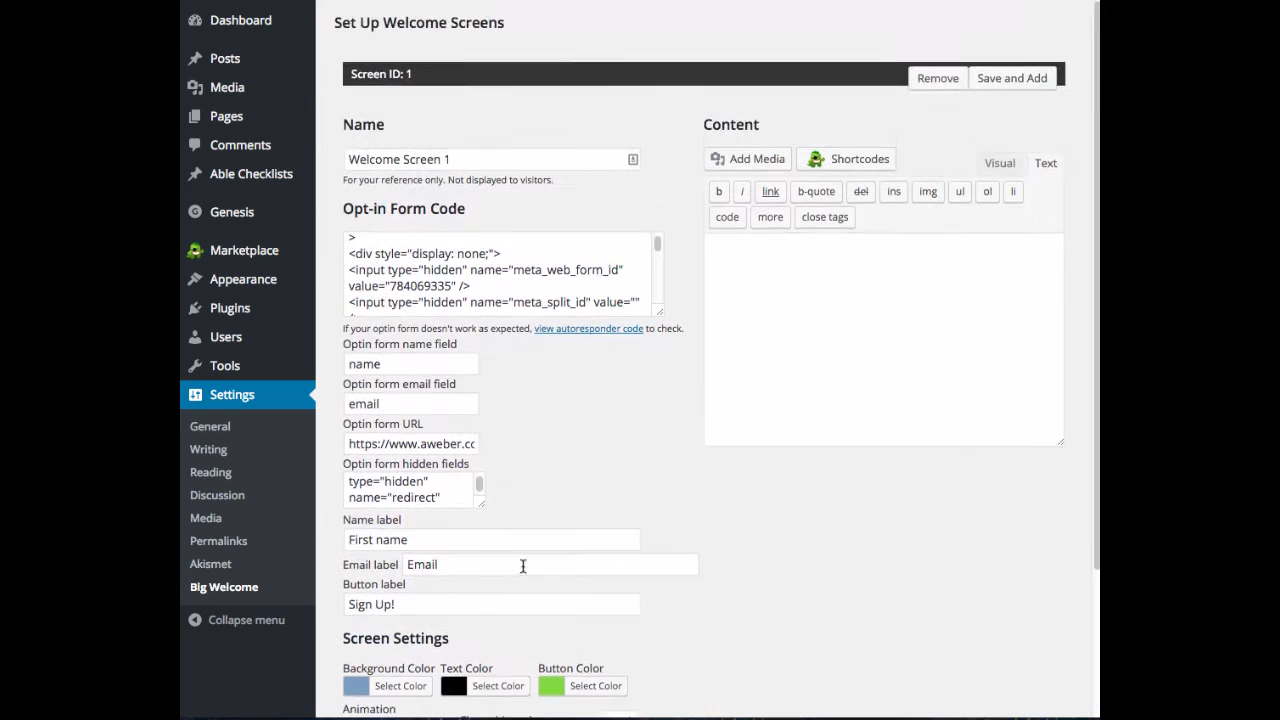 Dashboard
Posts
Media
Pages
Comments
Able Checklists
Genesis
Marketplace
Appearance
Plugins
Users
Tools
Settings
General
Writing
Reading
Discussion
Media
Permalinks
Akismet
Big Welcome
Collapse menu
Set Up Welcome Screens
Screen ID: 1
Remove
Save and Add
Name
Welcome Screen 1
For your reference only. Not displayed to visitors.
Opt-in Form Code
>
<div style="display: none;">
<input type="hidden" name="meta_web_form_id"
value="784069335" />
<input type="hidden" name="meta_split_id" value=""
If your optin form doesn't work as expected, view autoresponder code to check.
Optin form name field
name
Optin form email field
email
Optin form URL
https://www.aweber.cc
Optin form hidden fields
type="hidden"
name="redirect"
Name label
First name
Email label Email
Button label
Sign Up!
Screen Settings
Background Color Text Color Button Color
Select Color Select Color Select Color
Animation
Content
Add Media Shortcodes
Visual Text
b i link b-quote del ins img ul ol li
code more close tags